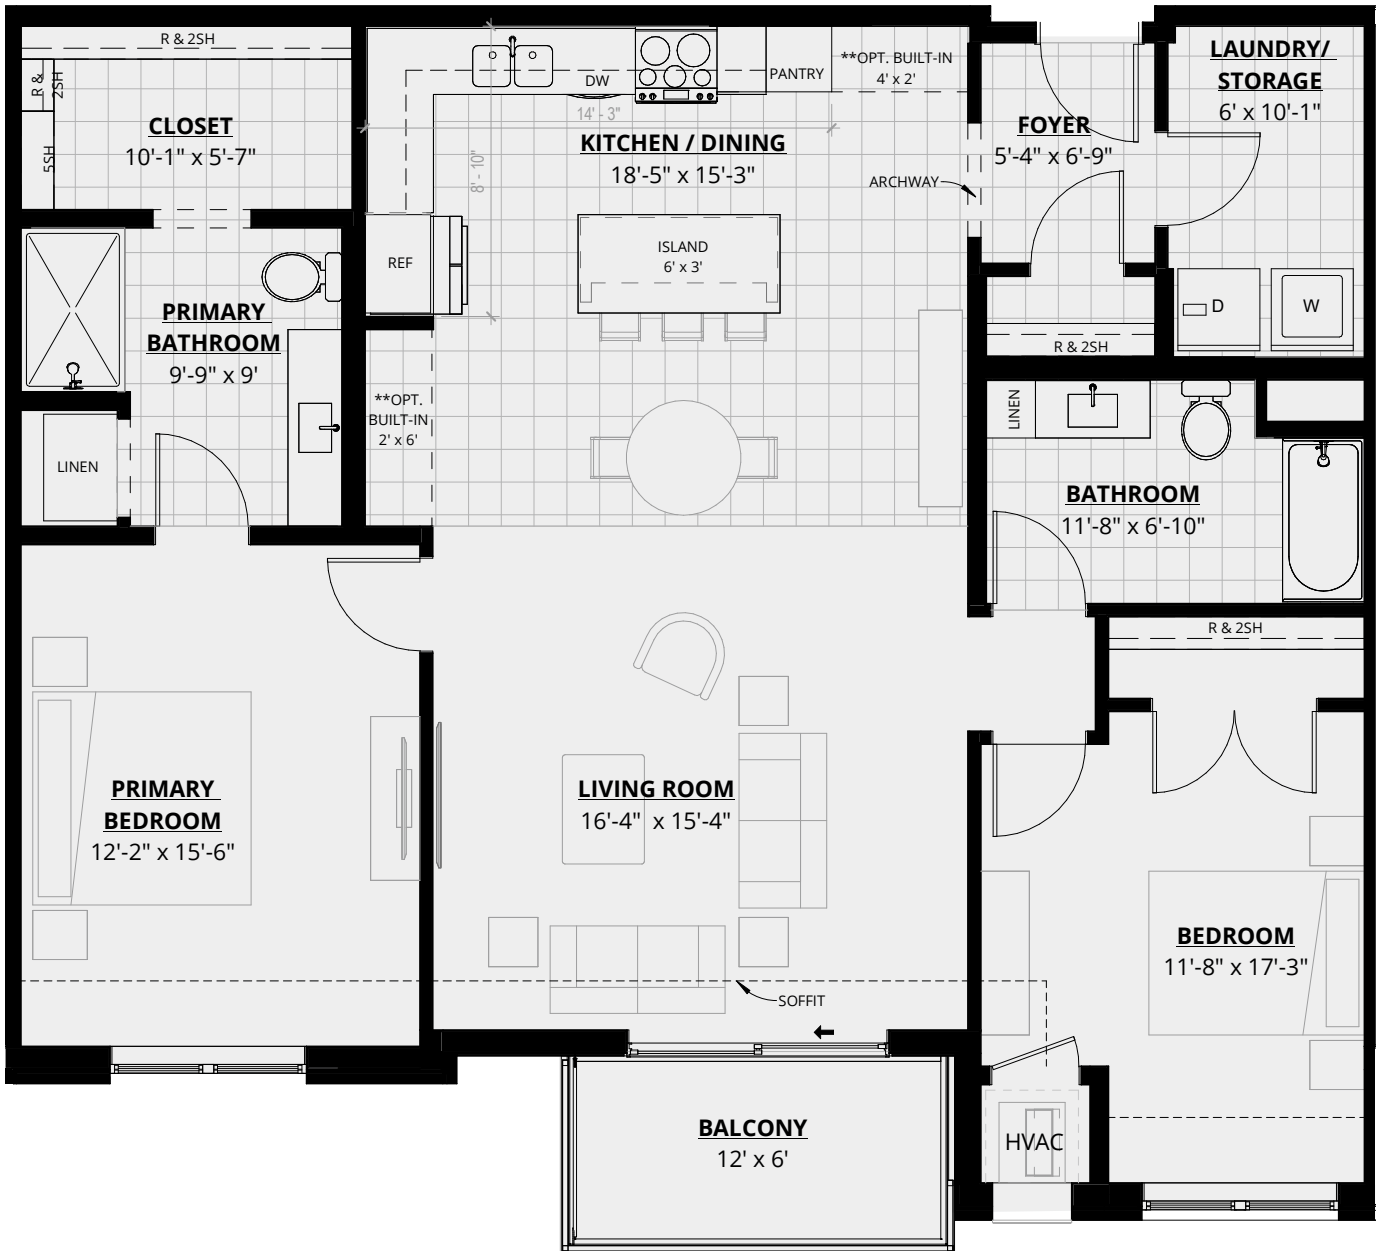 R & 2SH
R &
2SH
5SH
CLOSET
10'-1" x 5'-7"
DW
PANTRY
**OPT. BUILT-IN
4' x 2'
14' - 3"
8' - 10"
KITCHEN / DINING
18'-5" x 15'-3"
ARCHWAY
FOYER
5'-4" x 6'-9"
LAUNDRY/
STORAGE
6' x 10'-1"
REF
ISLAND
6' x 3'
D
W
R & 2SH
PRIMARY
BATHROOM
9'-9" x 9'
**OPT.
BUILT-IN
2' x 6'
LINEN
LINEN
BATHROOM
11'-8" x 6'-10"
R & 2SH
PRIMARY
BEDROOM
12'-2" x 15'-6"
LIVING ROOM
16'-4" x 15'-4"
BEDROOM
11'-8" x 17'-3"
SOFFIT
BALCONY
12' x 6'
HVAC